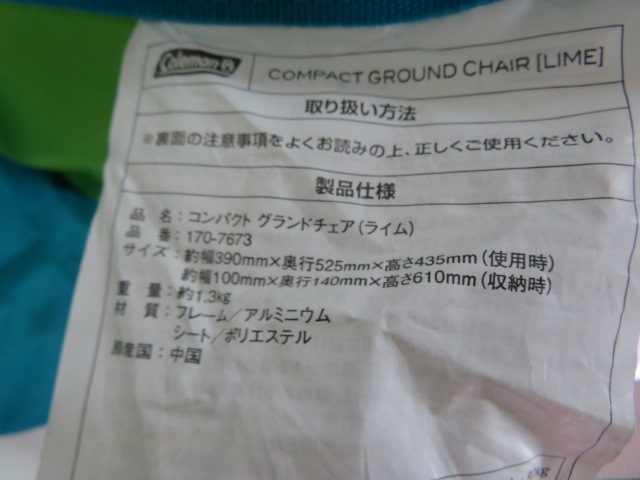 Coleman
COMPACT GROUND CHAIR [LIME]
取り扱い方法
※裏面の注意事項をよくお読みの上、正しくご使用ください。
製品仕様
品 名：コンパクト グランドチェア（ライム）
品 番：170-7673
サイズ：約幅390mm×奥行525mm×高さ435mm（使用時）
約幅100mm×奥行140mm×高さ610mm（収納時）
重 量：約1.3kg
材 質：フレーム／アルミニウム
シート／ポリエステル
原産国：中国